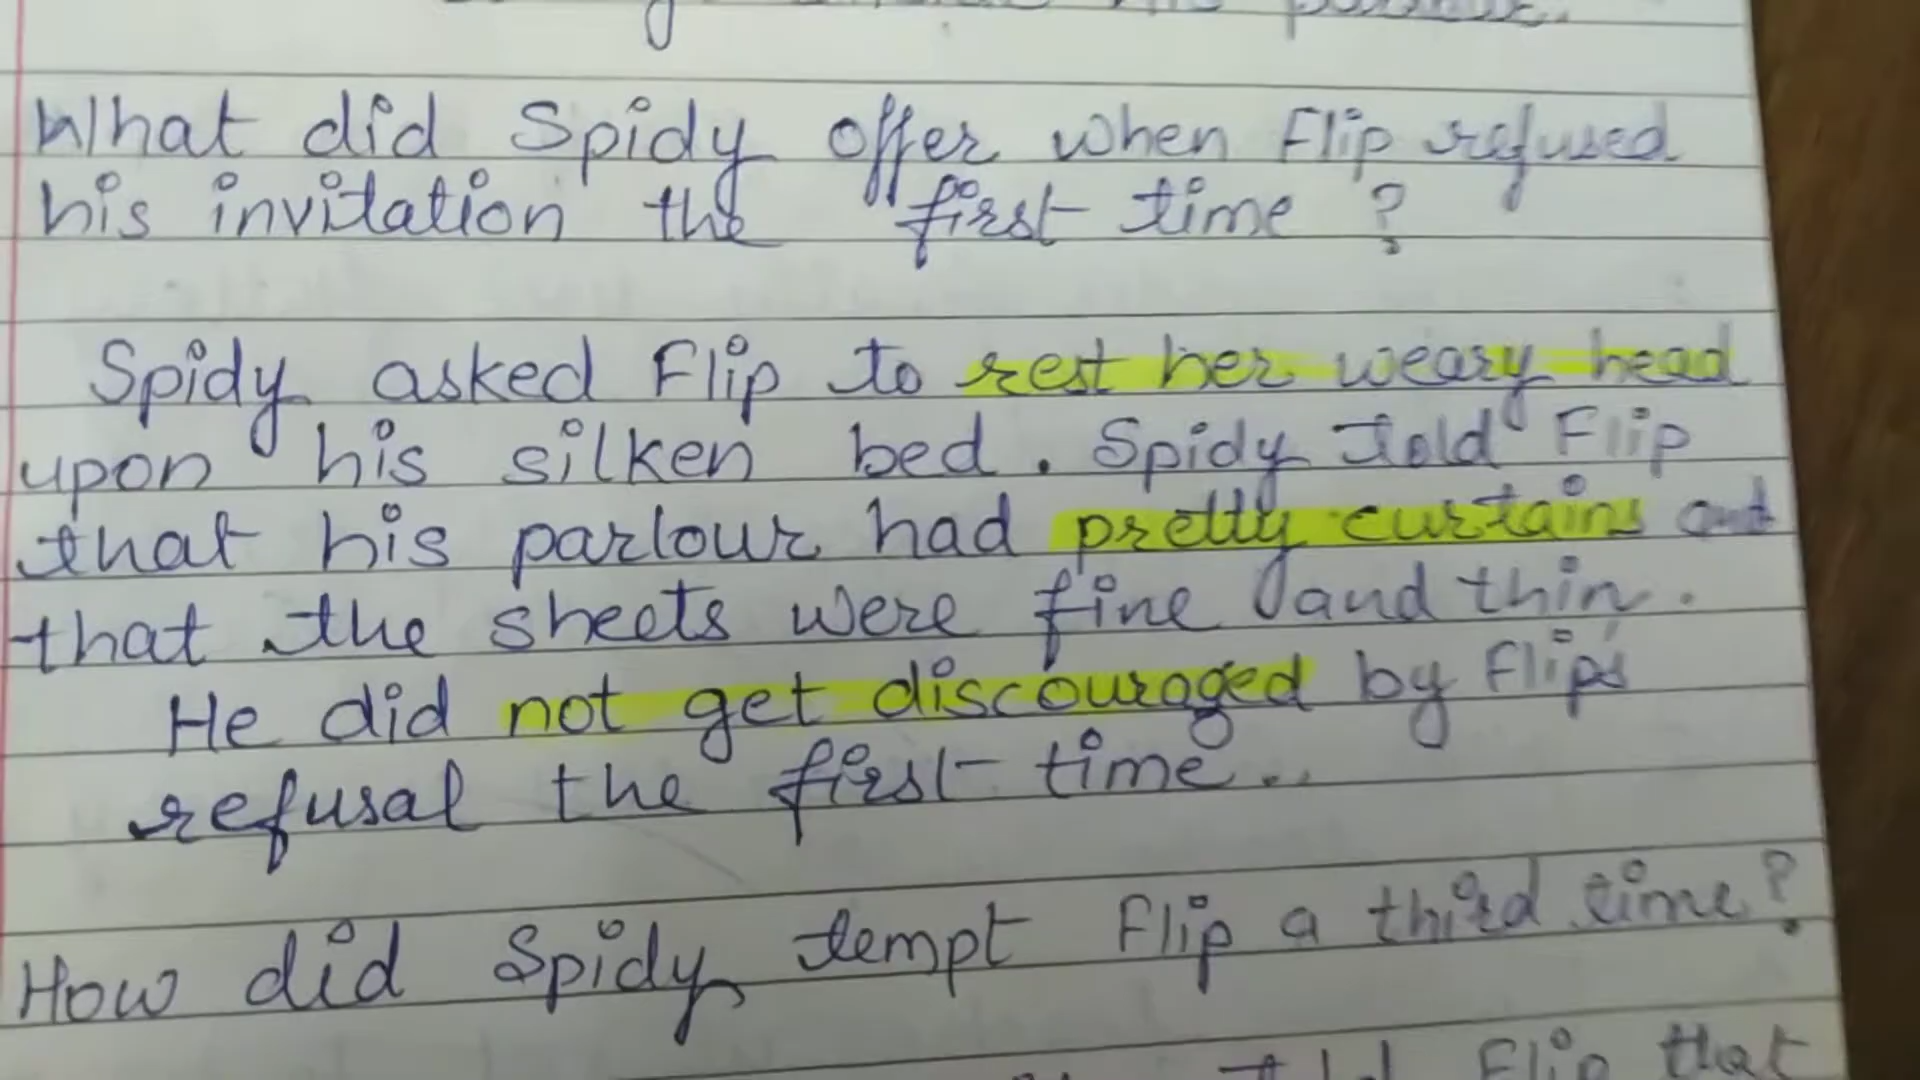 What did Spidy offer when Flip refused
his invitation the first time ?
Spidy asked Flip to rest her weary head
upon his silken bed. Spidy told Flip
that his parlour had pretty curtains and
that the sheets were fine and thin.
He did not get discouraged by Flip's
refusal the first time..
How did Spidy tempt Flip a third time?
told Flip that